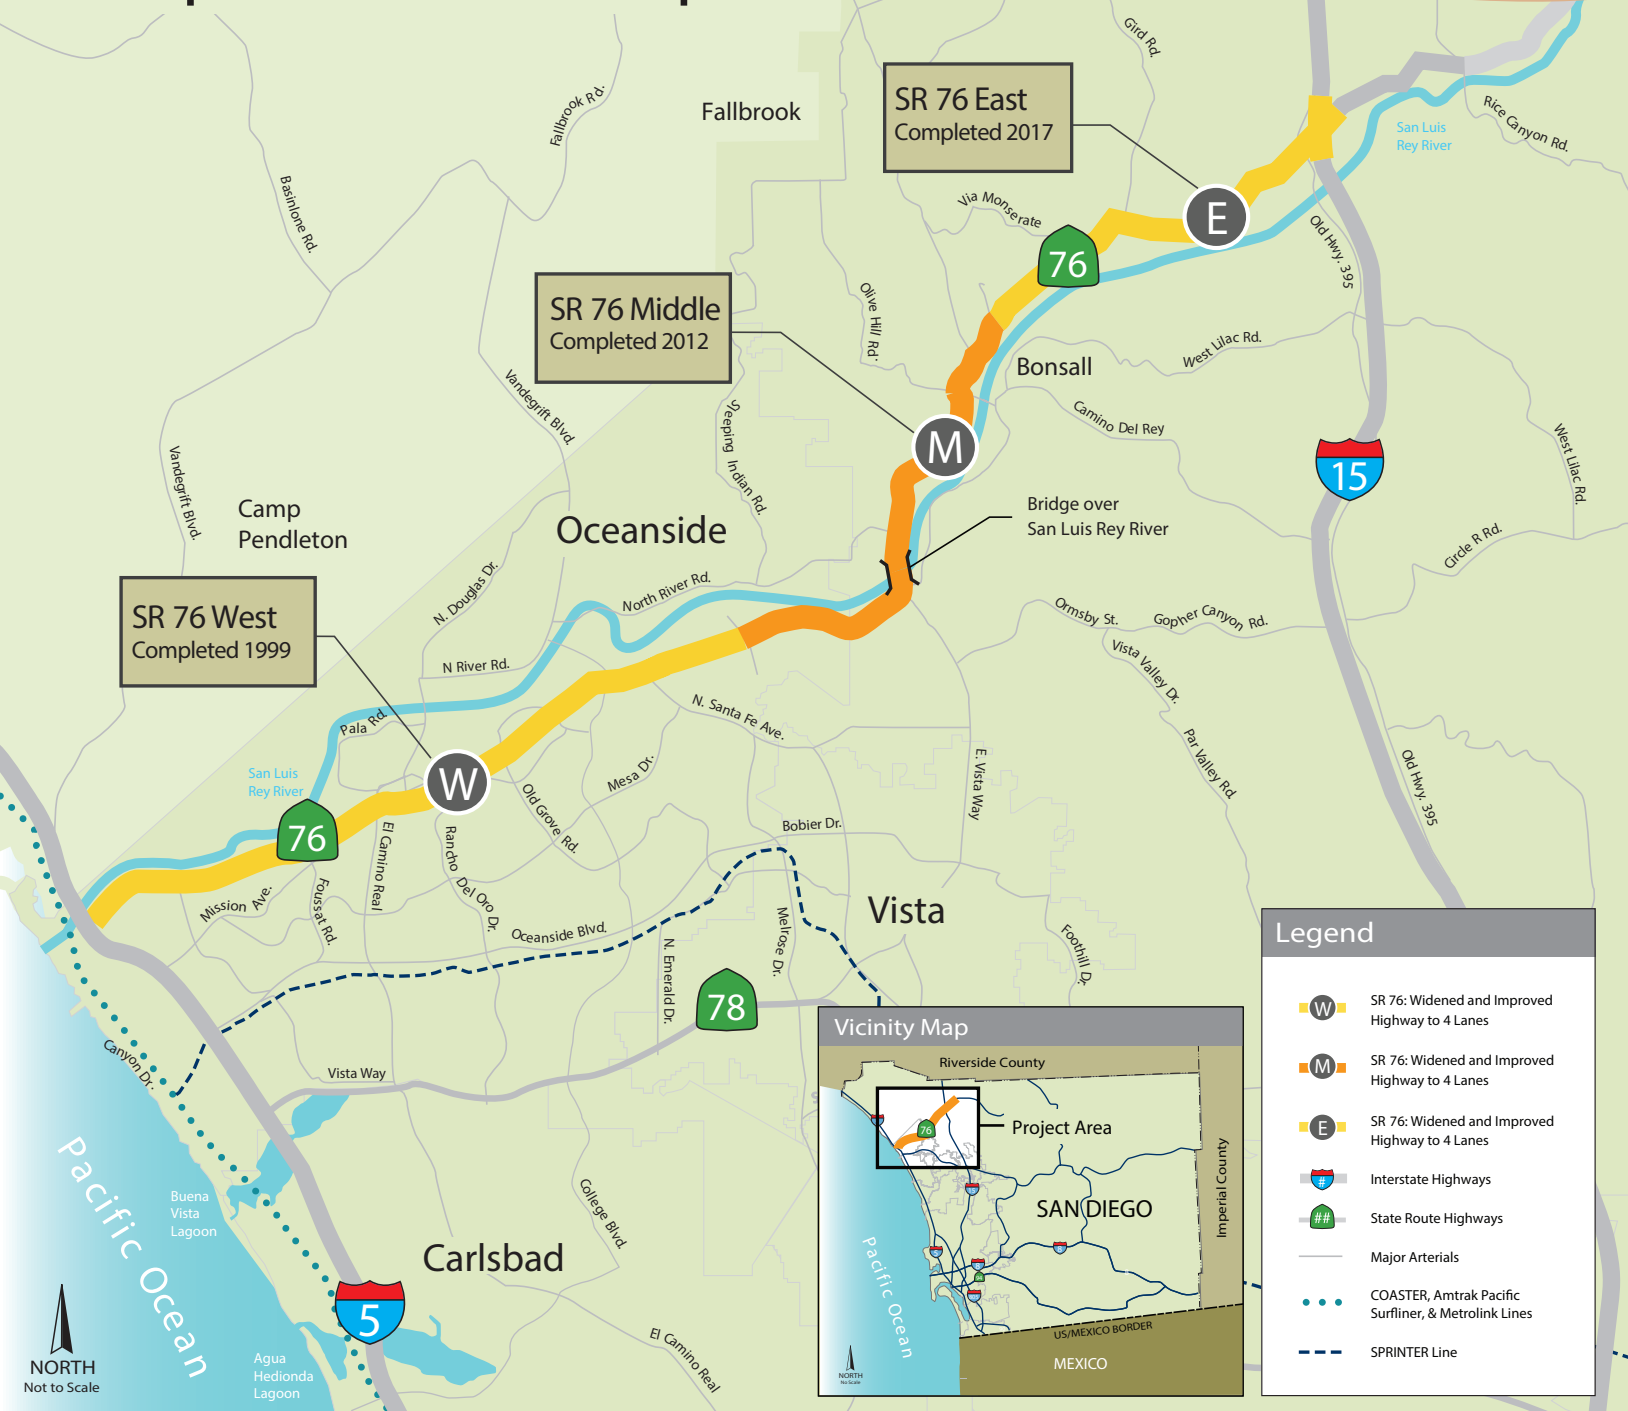 Gird Rd.
Fallbrook Rd.
Fallbrook
SR 76 East
Completed 2017
San Luis
Rey River
Rice Canyon Rd.
Basinlone Rd.
Via Monserate
E
76
Old Hwy. 395
SR 76 Middle
Completed 2012
Olive Hill Rd.
Bonsall
West Lilac Rd.
Vandegrift Blvd.
Sleeping Indian Rd.
Camino Del Rey
M
15
West Lilac Rd.
Vandegrift Blvd.
Camp
Pendleton
Oceanside
Bridge over
San Luis Rey River
Circle R Rd.
N. Douglas Dr.
North River Rd.
Ormsby St.
Gopher Canyon Rd.
SR 76 West
Completed 1999
N River Rd.
Vista Valley Dr.
Pala Rd.
N. Santa Fe Ave.
Par Valley Rd.
San Luis
Rey River
W
Mesa Dr.
E. Vista Way
Old Hwy. 395
76
El Camino Real
Rancho Del Oro Dr.
Old Grove Rd.
Bobier Dr.
Mission Ave.
Foussat Rd.
Oceanside Blvd.
N. Emerald Dr.
Melrose Dr.
Vista
Foothill Dr.
78
Canyon Dr.
Vista Way
Pacific Ocean
Buena
Vista
Lagoon
College Blvd.
Carlsbad
5
El Camino Real
Agua
Hedionda
Lagoon
NORTH
Not to Scale
Vicinity Map
Riverside County
76
Project Area
SAN DIEGO
Imperial County
Pacific Ocean
US/MEXICO BORDER
MEXICO
NORTH
No Scale
Legend
W
SR 76: Widened and Improved
Highway to 4 Lanes
M
SR 76: Widened and Improved
Highway to 4 Lanes
E
SR 76: Widened and Improved
Highway to 4 Lanes
#
Interstate Highways
##
State Route Highways
Major Arterials
COASTER, Amtrak Pacific
Surfliner, & Metrolink Lines
SPRINTER Line